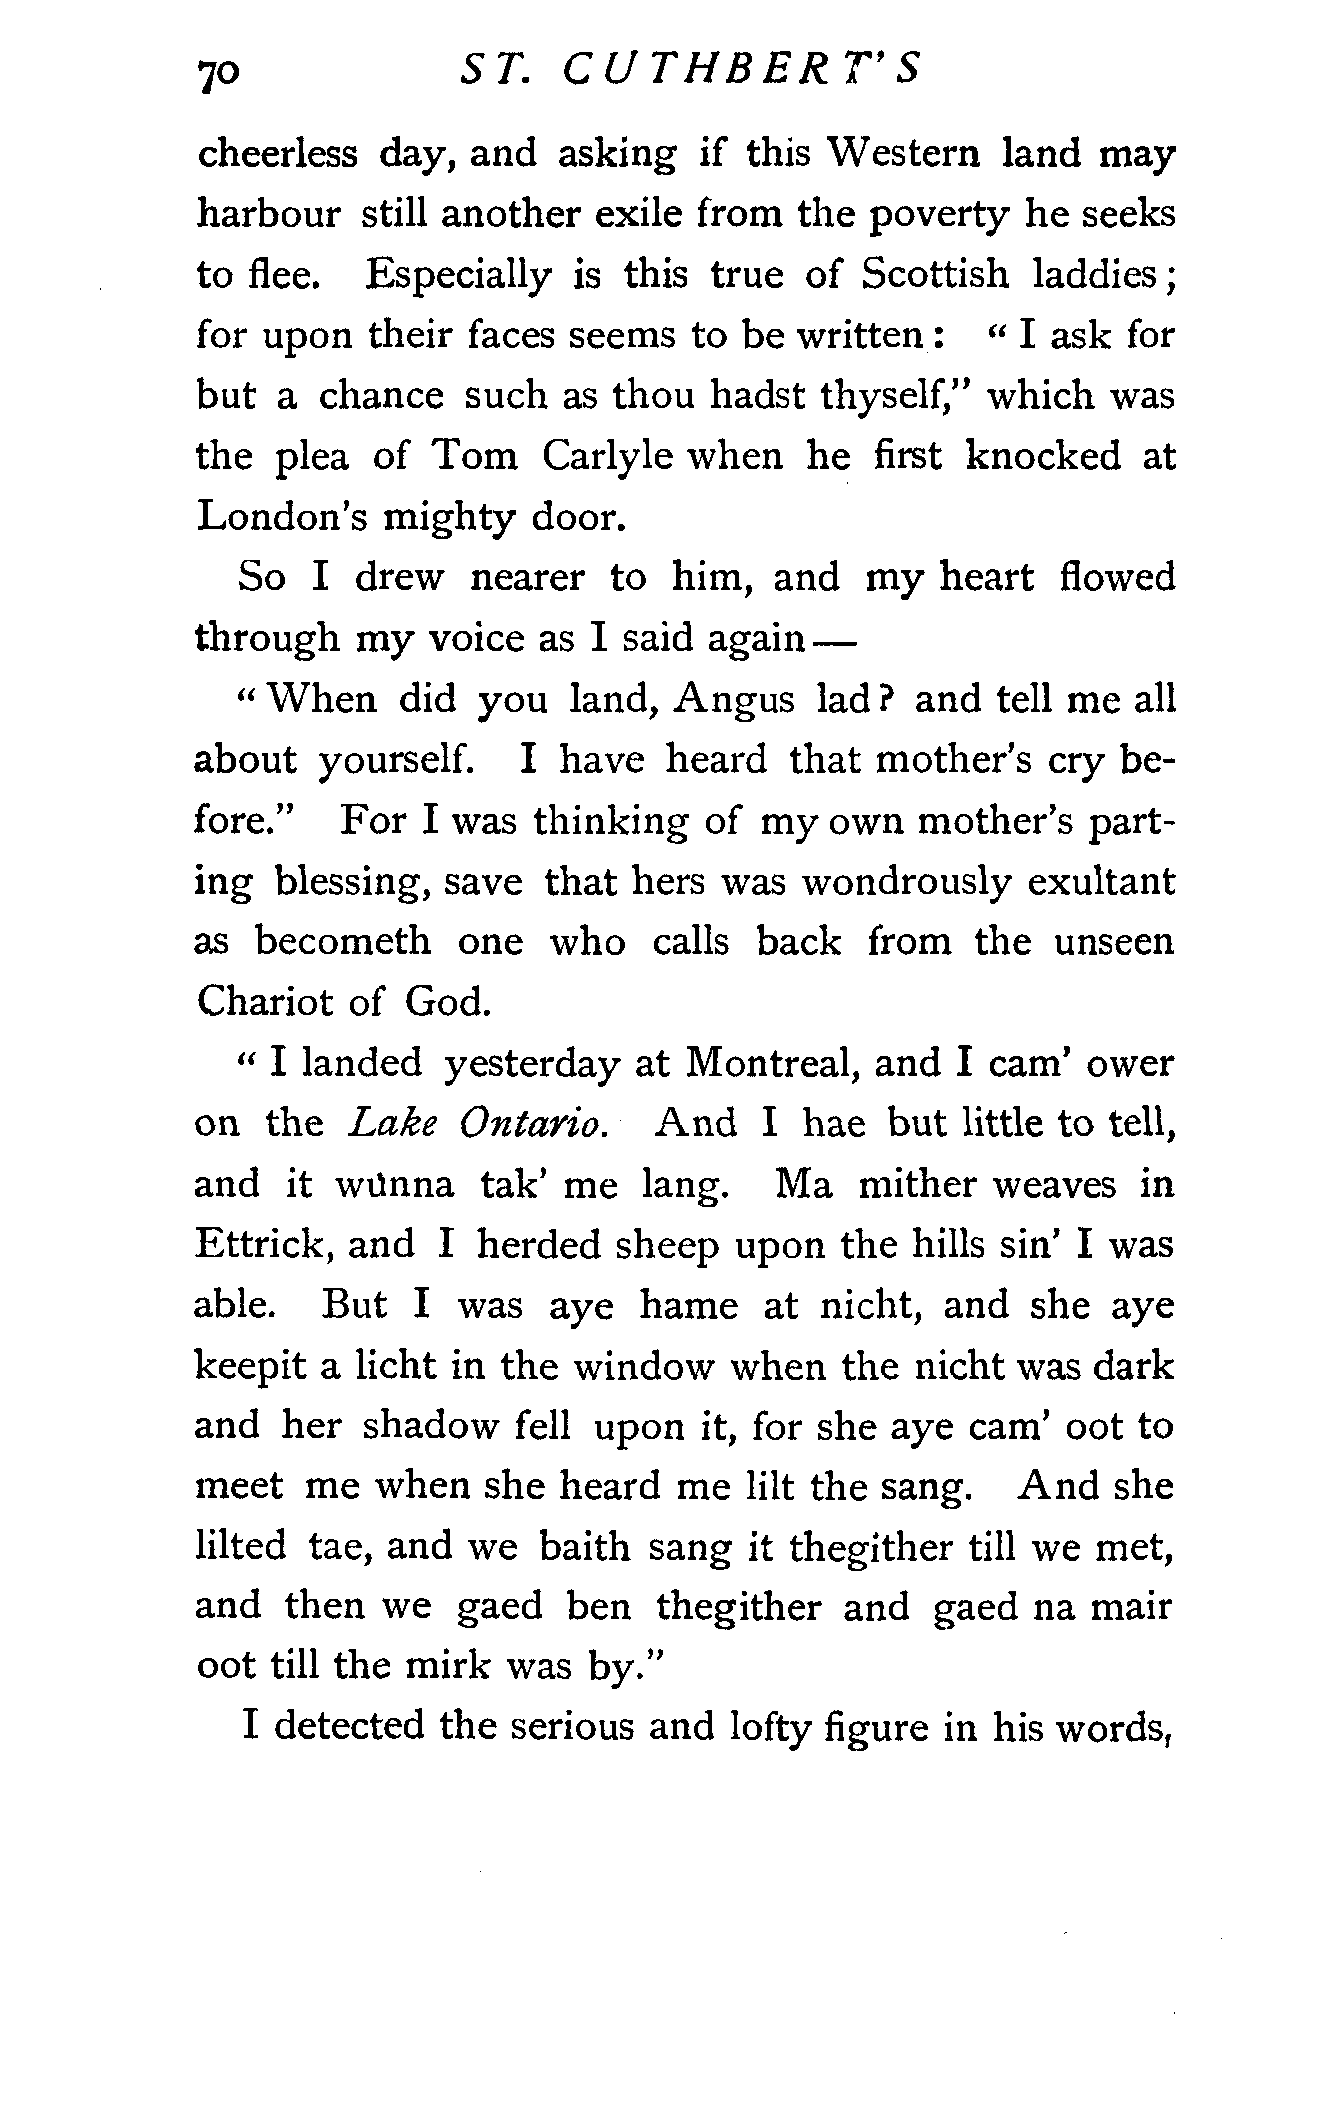 70 ST. CUTHBERT'S
cheerless day, and asking if this Western land may
harbour still another exile from the poverty he seeks
to flee. Especially is this true of Scottish laddies;
for upon their faces seems to be written: "I ask for
but a chance such as thou hadst thyself," which was
the plea of Tom Carlyle when he first knocked at
London's mighty door.
So I drew nearer to him, and my heart flowed
through my voice as I said again—
"When did you land, Angus lad? and tell me all
about yourself. I have heard that mother's cry be-
fore." For I was thinking of my own mother's part-
ing blessing, save that hers was wondrously exultant
as becometh one who calls back from the unseen
Chariot of God.
"I landed yesterday at Montreal, and I cam' ower
on the Lake Ontario. And I hae but little to tell,
and it wünna tak' me lang. Ma mither weaves in
Ettrick, and I herded sheep upon the hills sin' I was
able. But I was aye hame at nicht, and she aye
keepit a licht in the window when the nicht was dark
and her shadow fell upon it, for she aye cam' oot to
meet me when she heard me lilt the sang. And she
lilted tae, and we baith sang it thegither till we met,
and then we gaed ben thegither and gaed na mair
oot till the mirk was by."
I detected the serious and lofty figure in his words,